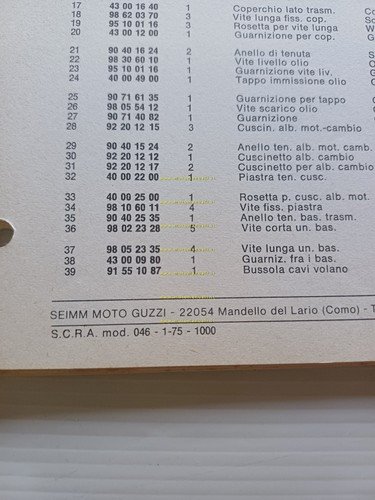 17 43 00 16 40 1 Coperchio lato trasm.
18 98 62 03 70 3 Vite lunga fiss. cop.
19 95 10 01 16 3 Rosetta per vite lunga
20 43 00 12 00 1 Guarnizione per cop.
21 90 40 16 24 2 Anello di tenuta
22 98 30 60 10 1 Vite livello olio
23 95 10 01 16 1 Guarnizione vite liv.
24 40 00 49 00 1 Tappo immissione olio
25 90 71 61 35 1 Guarnizione per tappo
26 98 05 54 12 1 Vite scarico olio
27 90 71 40 82 1 Guarnizione
28 92 20 12 15 3 Cuscin. alb. mot.-cambio
29 90 40 15 24 2 Anello ten. alb. mot. camb.
30 92 20 12 12 1 Cuscinetto alb. cambio
31 92 20 12 17 2 Cuscinetto per alb. cambio
32 40 00 22 00 1 Piastra ten. cusc.
33 40 00 25 00 1 Rosetta p. cusc. alb. mot.
34 98 10 60 11 4 Vite fiss. piastra
35 90 40 25 35 1 Anello ten. bas. trasm.
36 98 02 23 28 5 Vite corta un. bas.
37 98 05 23 35 4 Vite lunga un. bas.
38 43 00 09 80 1 Guarniz. fra i bas.
39 91 55 10 87 1 Bussola cavi volano
SEIMM MOTO GUZZI - 22054 Mandello del Lario (Como) -
S.C.R.A. mod. 046 - 1-75 - 1000